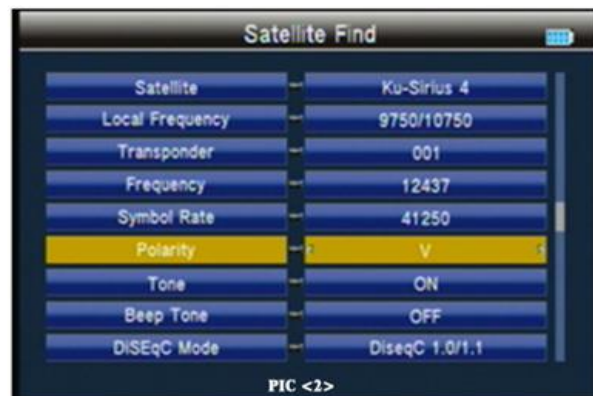 Satellite Find
Satellite Ku-Sirius 4
Local Frequency 9750/10750
Transponder 001
Frequency 12437
Symbol Rate 41250
Polarity V
Tone ON
Beep Tone OFF
DiSEqC Mode DiseqC 1.0/1.1
PIC <2>